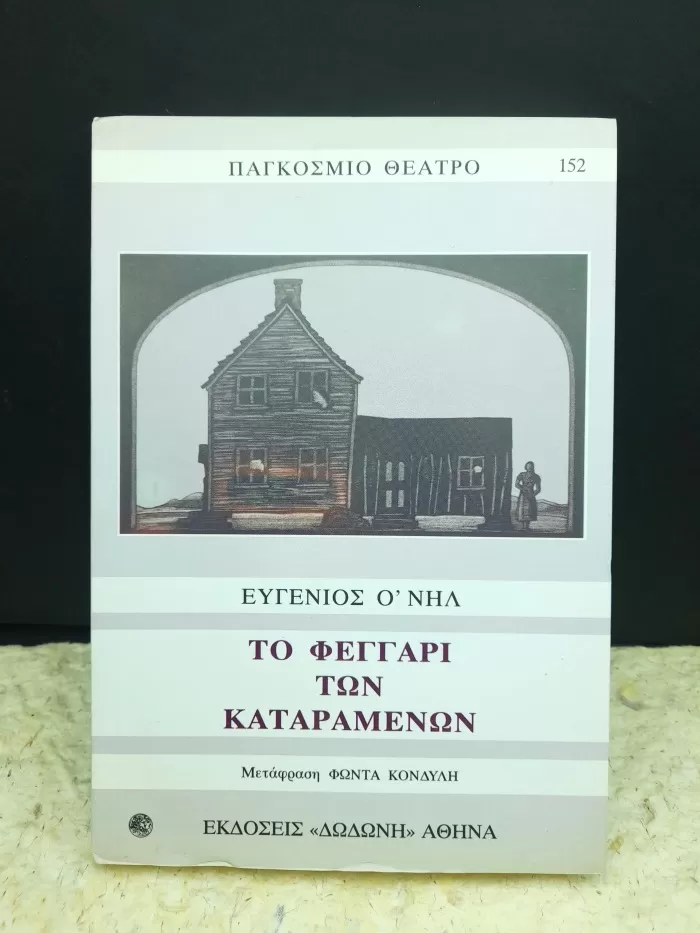 ΠΑΓΚΟΣΜΙΟ ΘΕΑΤΡΟ 152
ΕΥΓΕΝΙΟΣ Ο' ΝΗΛ
ΤΟ ΦΕΓΓΑΡΙ
ΤΩΝ
ΚΑΤΑΡΑΜΕΝΩΝ
Μετάφραση ΦΩΝΤΑ ΚΟΝΔΥΛΗ
ΕΚΔΟΣΕΙΣ «ΔΩΔΩΝΗ» ΑΘΗΝΑ